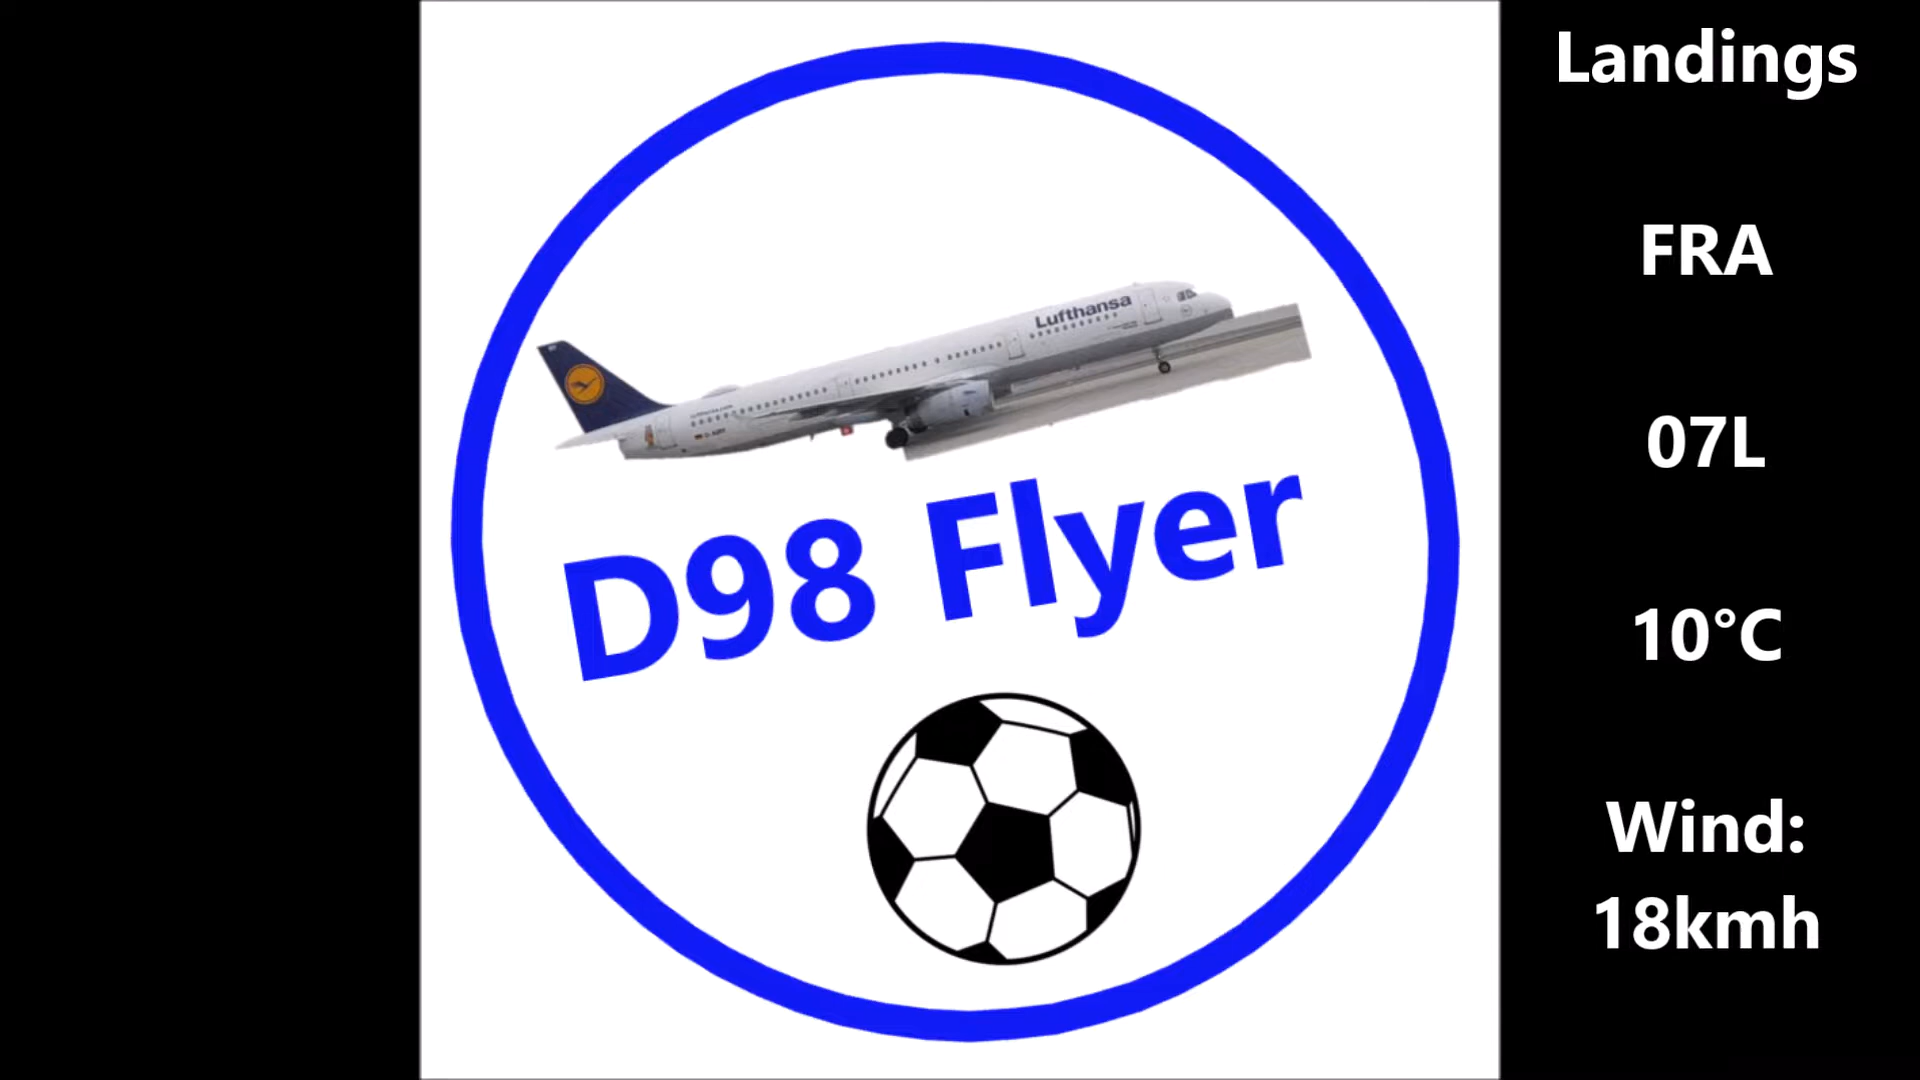 Lufthansa
D98 Flyer
Landings
FRA
07L
10°C
Wind:
18kmh